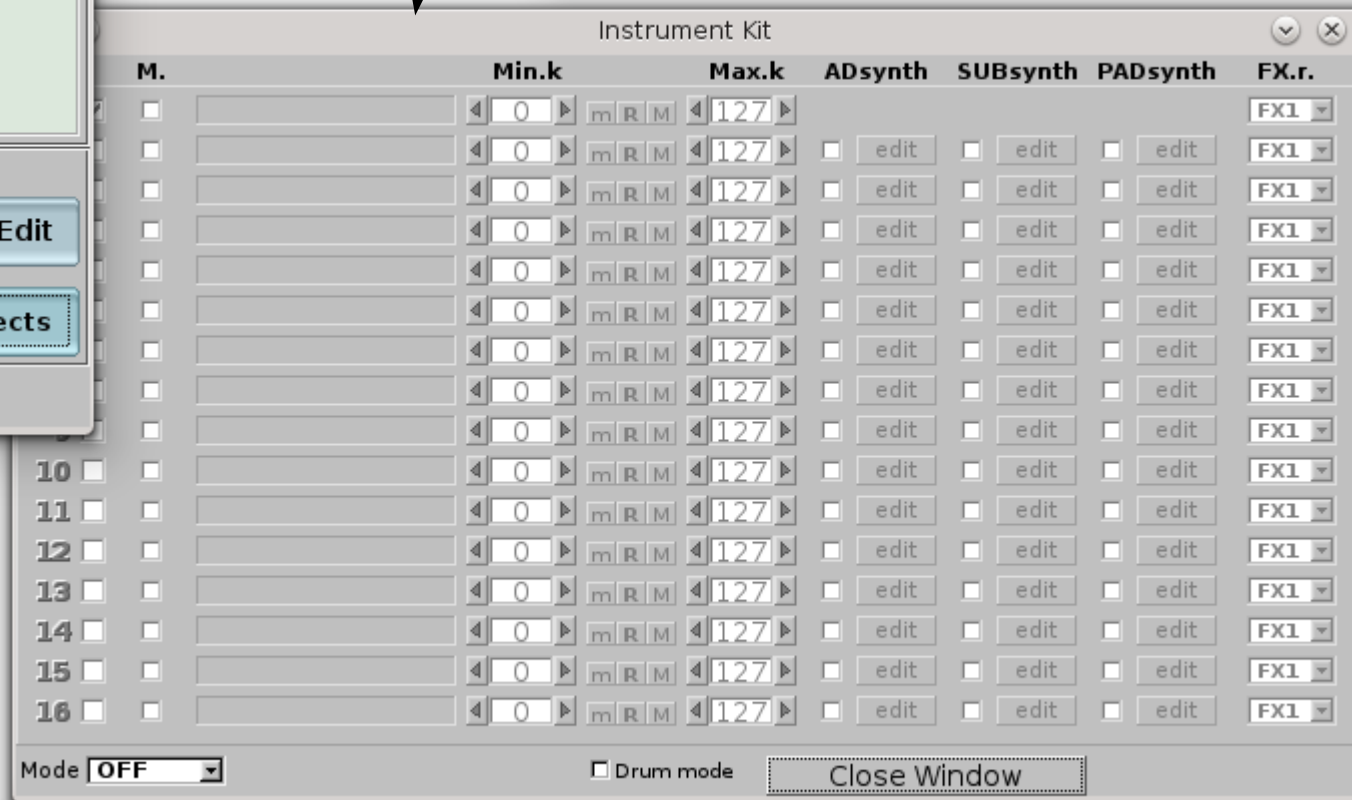 Instrument Kit
M. Min.k Max.k ADsynth SUBsynth PADsynth FX.r.
0 m R M 127 FX1
0 m R M 127 edit edit edit FX1
0 m R M 127 edit edit edit FX1
Edit 0 m R M 127 edit edit edit FX1
0 m R M 127 edit edit edit FX1
ects 0 m R M 127 edit edit edit FX1
0 m R M 127 edit edit edit FX1
0 m R M 127 edit edit edit FX1
0 m R M 127 edit edit edit FX1
10 0 m R M 127 edit edit edit FX1
11 0 m R M 127 edit edit edit FX1
12 0 m R M 127 edit edit edit FX1
13 0 m R M 127 edit edit edit FX1
14 0 m R M 127 edit edit edit FX1
15 0 m R M 127 edit edit edit FX1
16 0 m R M 127 edit edit edit FX1
Mode OFF Drum mode Close Window